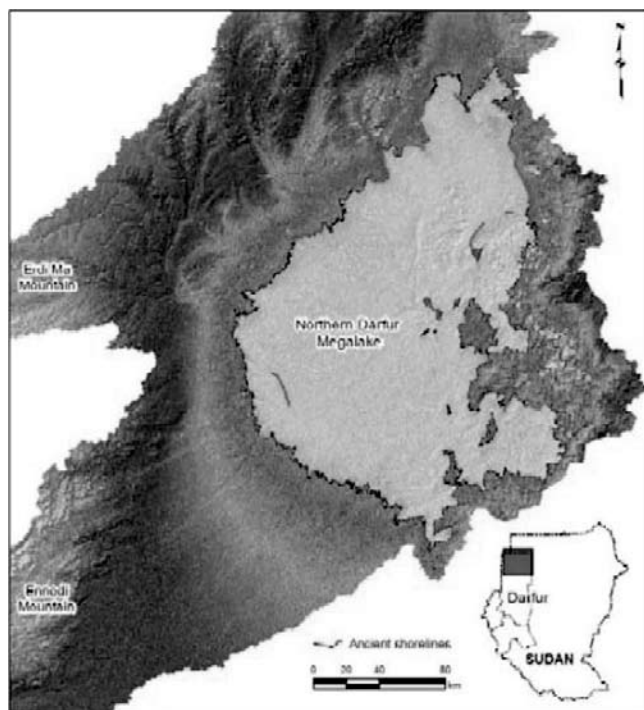 N
Erdi Ma
Mountain
Northern Darfur
Megalake
Ennedi
Mountain
Darfur
SUDAN
Ancient shorelines
0 20 40 80
km